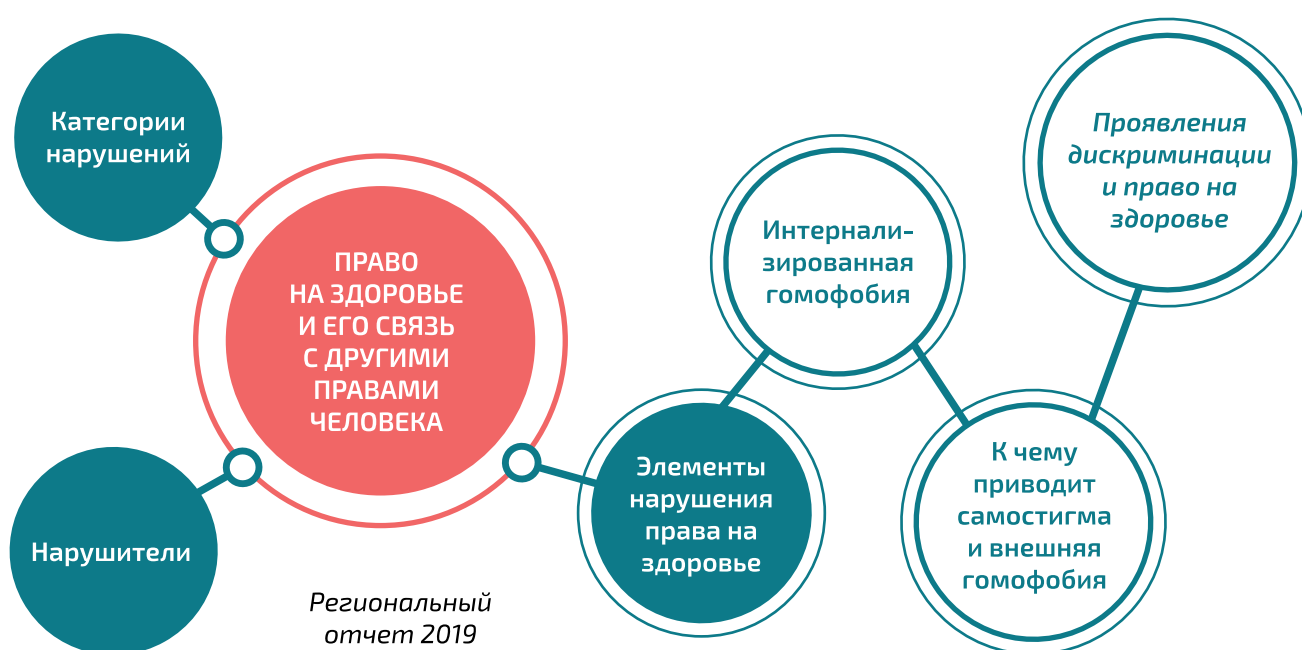 Категории
нарушений
ПРАВО
НА ЗДОРОВЬЕ
И ЕГО СВЯЗЬ
С ДРУГИМИ
ПРАВАМИ
ЧЕЛОВЕКА
Нарушители
Региональный
отчет 2019
Элементы
нарушения
права на
здоровье
Интернали-
зированная
гомофобия
К чему
приводит
самостигма
и внешняя
гомофобия
Проявления
дискриминации
и право на
здоровье